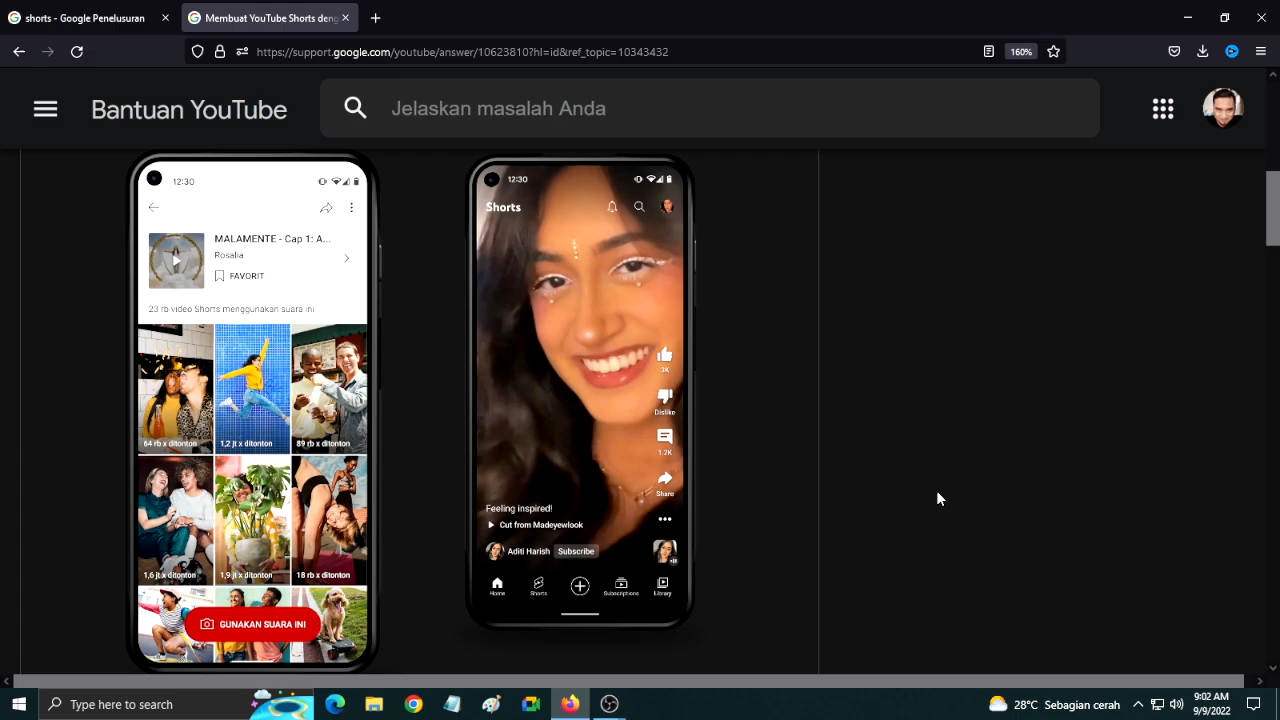 shorts - Google Penelusuran
Membuat YouTube Shorts deng
https://support.google.com/youtube/answer/10623810?hl=id&ref_topic=10343432
160%
Bantuan YouTube
Jelaskan masalah Anda
12:30
MALAMENTE - Cap 1: A...
Rosalia
FAVORIT
23 rb video Shorts menggunakan suara ini
64 rb x ditonton
1,2 jt x ditonton
89 rb x ditonton
1,6 jt x ditonton
1,9 jt x ditonton
18 rb x ditonton
GUNAKAN SUARA INI
12:30
Shorts
3K
Dislike
1.2K
Share
Feeling inspired!
Cut from Madeyewlook
Aditi Harish
Subscribe
Home
Shorts
Subscriptions
Library
Type here to search
28°C Sebagian cerah
9:02 AM
9/9/2022